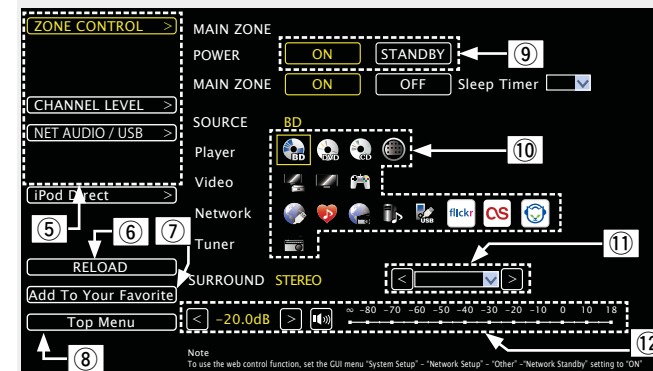 ZONE CONTROL >
MAIN ZONE
POWER ON STANDBY ⑨
MAIN ZONE ON OFF Sleep Timer
CHANNEL LEVEL >
SOURCE BD
NET AUDIO / USB >
Player BD DVD CD ⑩
Video
iPod Direct >
Network USB flickr
⑤ ⑥ ⑦
Tuner
⑪
RELOAD
SURROUND STEREO < >
Add To Your Favorite
Top Menu
< -20.0dB > ∞ -80 -70 -60 -50 -40 -30 -20 -10 0 10 18
⑧ ⑫
Note
To use the web control function, set the GUI menu "System Setup" - "Network Setup" - "Other" -"Network Standby" setting to "ON"